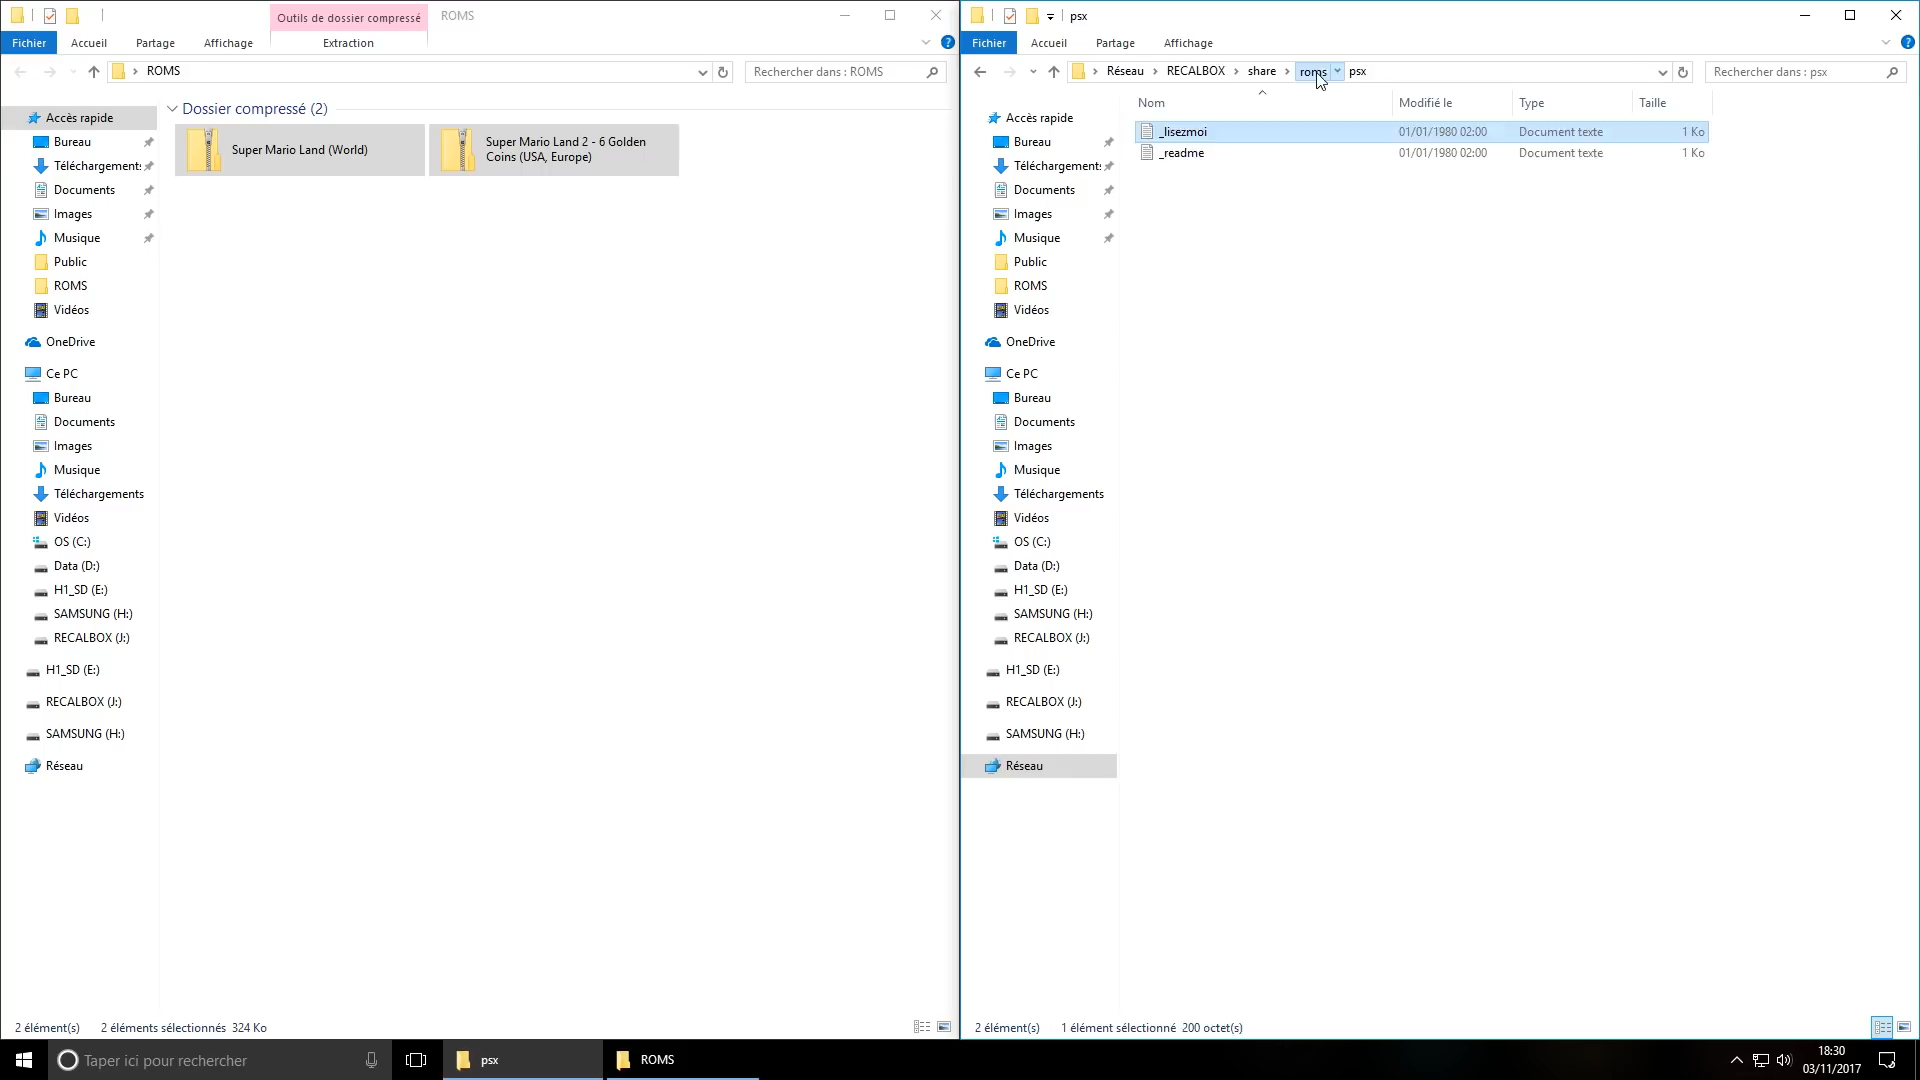 Outils de dossier compressé
ROMS
Fichier
Accueil
Partage
Affichage
Extraction
ROMS
Rechercher dans : ROMS
Accès rapide
Bureau
Téléchargement:
Documents
Images
Musique
Public
ROMS
Vidéos
OneDrive
Ce PC
Bureau
Documents
Images
Musique
Téléchargements
Vidéos
OS (C:)
Data (D:)
H1_SD (E:)
SAMSUNG (H:)
RECALBOX (J:)
H1_SD (E:)
RECALBOX (J:)
SAMSUNG (H:)
Réseau
Dossier compressé (2)
Super Mario Land (World)
Super Mario Land 2 - 6 Golden
Coins (USA, Europe)
2 élément(s)
2 éléments sélectionnés 324 Ko
psx
Fichier
Accueil
Partage
Affichage
Réseau
RECALBOX
share
roms
psx
Rechercher dans : psx
Accès rapide
Bureau
Téléchargement:
Documents
Images
Musique
Public
ROMS
Vidéos
OneDrive
Ce PC
Bureau
Documents
Images
Musique
Téléchargements
Vidéos
OS (C:)
Data (D:)
H1_SD (E:)
SAMSUNG (H:)
RECALBOX (J:)
H1_SD (E:)
RECALBOX (J:)
SAMSUNG (H:)
Réseau
Nom Modifié le Type Taille
_lisezmoi 01/01/1980 02:00 Document texte 1 Ko
_readme 01/01/1980 02:00 Document texte 1 Ko
2 élément(s)
1 élément sélectionné 200 octet(s)
Taper ici pour rechercher
psx
ROMS
18:30
03/11/2017